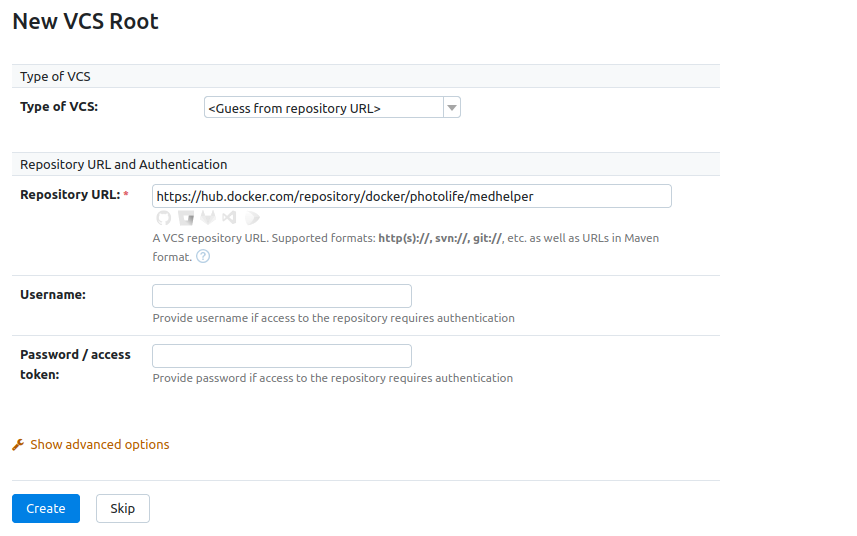 New VCS Root
Type of VCS
Type of VCS:
<Guess from repository URL>
Repository URL and Authentication
Repository URL: *
https://hub.docker.com/repository/docker/photolife/medhelper
A VCS repository URL. Supported formats: http(s)://, svn://, git://, etc. as well as URLs in Maven
format. ?
Username:
Provide username if access to the repository requires authentication
Password / access
token:
Provide password if access to the repository requires authentication
Show advanced options
Create
Skip